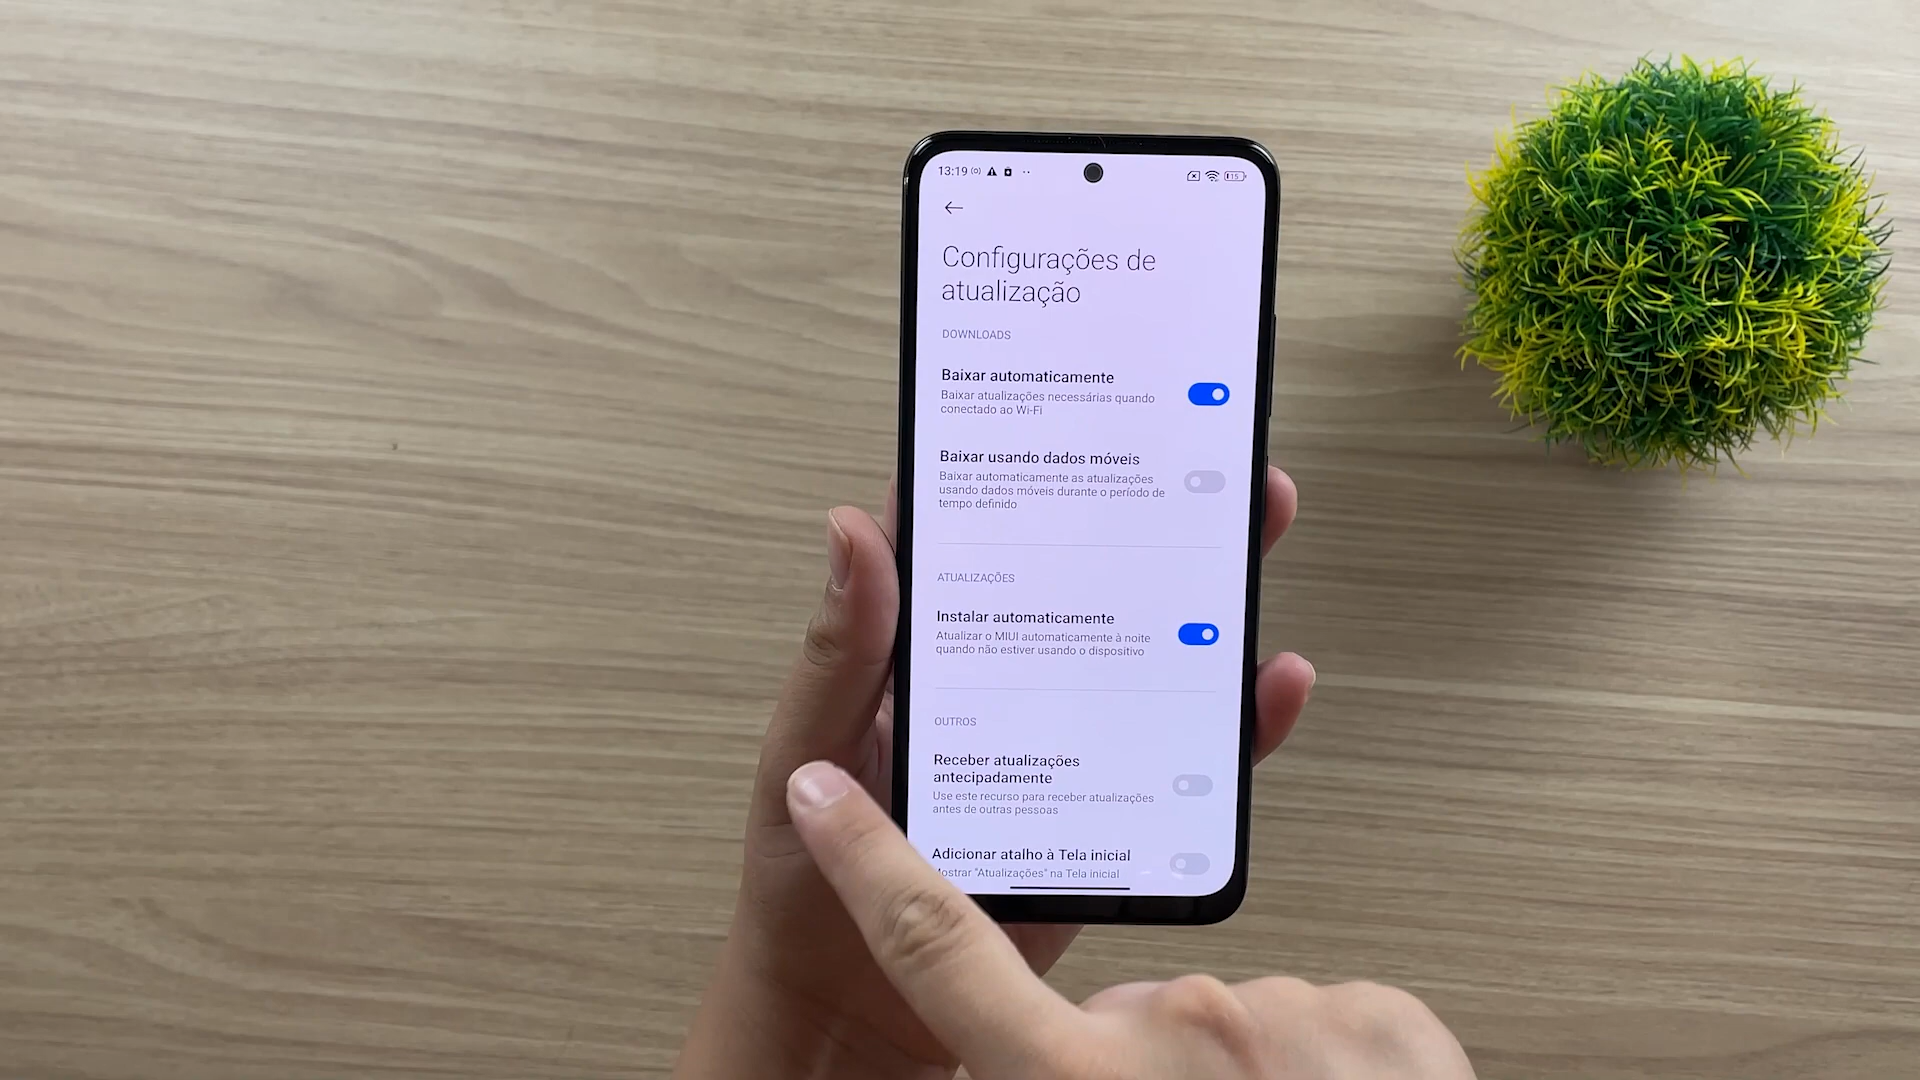 13:19
15
Configurações de
atualização
DOWNLOADS
Baixar automaticamente
Baixar atualizações necessárias quando
conectado ao Wi-Fi
Baixar usando dados móveis
Baixar automaticamente as atualizações
usando dados móveis durante o período de
tempo definido
ATUALIZAÇÕES
Instalar automaticamente
Atualizar o MIUI automaticamente à noite
quando não estiver usando o dispositivo
OUTROS
Receber atualizações
antecipadamente
Use este recurso para receber atualizações
antes de outras pessoas
Adicionar atalho à Tela inicial
ostrar "Atualizações" na Tela inicial